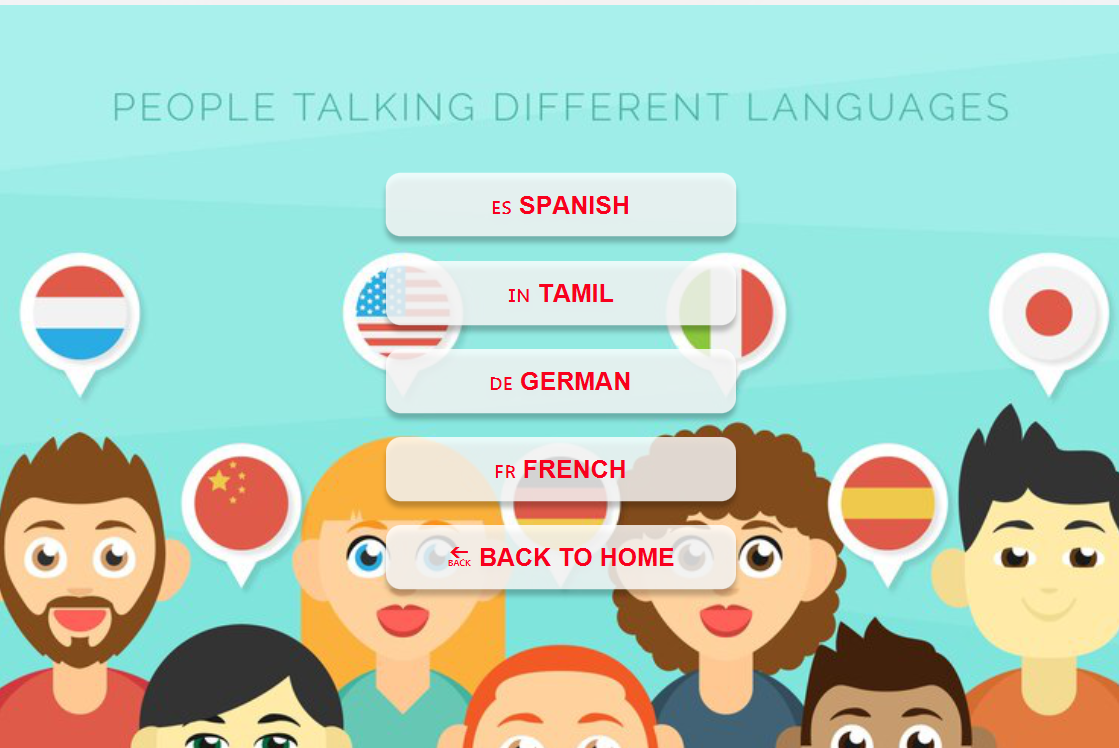 PEOPLE TALKING DIFFERENT LANGUAGES
ES SPANISH
IN TAMIL
DE GERMAN
FR FRENCH
BACK BACK TO HOME